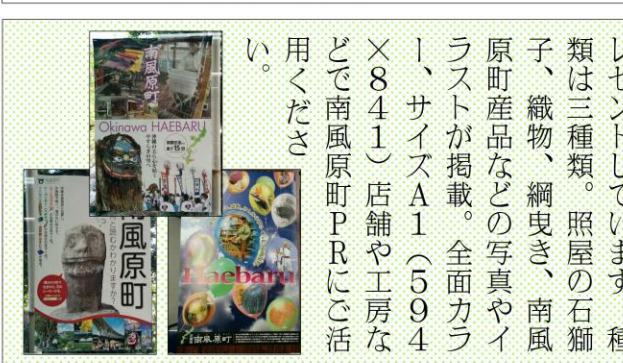 レゼントしています。種
類は三種類。照屋の石獅
子、織物、綱曳き、南風
原町産品などの写真やイ
ラストが掲載。全面カラ
ー、サイズA1（594
×841）店舗や工房な
どで南風原町PRにご活
用くださ
い。
南風原町
Okinawa HAEBARU
南風原町
Haebaru
南風原町